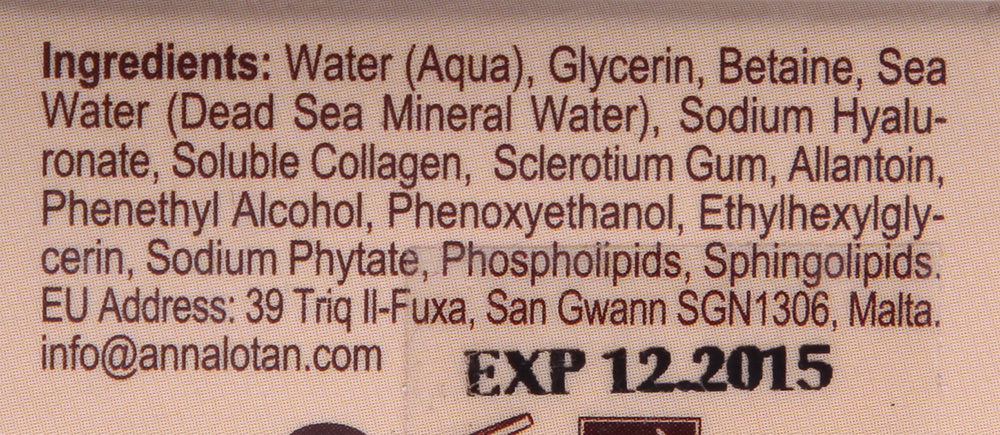 Ingredients: Water (Aqua), Glycerin, Betaine, Sea
Water (Dead Sea Mineral Water), Sodium Hyalu-
ronate, Soluble Collagen, Sclerotium Gum, Allantoin,
Phenethyl Alcohol, Phenoxyethanol, Ethylhexylgly-
cerin, Sodium Phytate, Phospholipids, Sphingolipids.
EU Address: 39 Triq Il-Fuxa, San Gwann SGN1306, Malta.
info@annalotan.com
EXP 12.2015